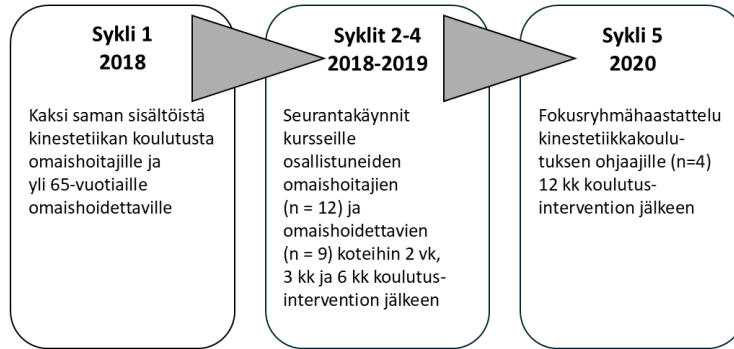 Sykli 1
2018
Kaksi saman sisältöistä
kinestetiikan koulutusta
omaishoitajille ja
yli 65-vuotiaille
omaishoidettaville
Syklit 2-4
2018-2019
Seurantakäynnit
kursseille
osallistuneiden
omaishoitajien
(n = 12) ja
omaishoidettavien
(n = 9) koteihin 2 vk,
3 kk ja 6 kk koulutus-
intervention jälkeen
Sykli 5
2020
Fokusryhmähaastattelu
kinestetiikkakoulu-
tuksen ohjaajille (n=4)
12 kk koulutus-
intervention jälkeen